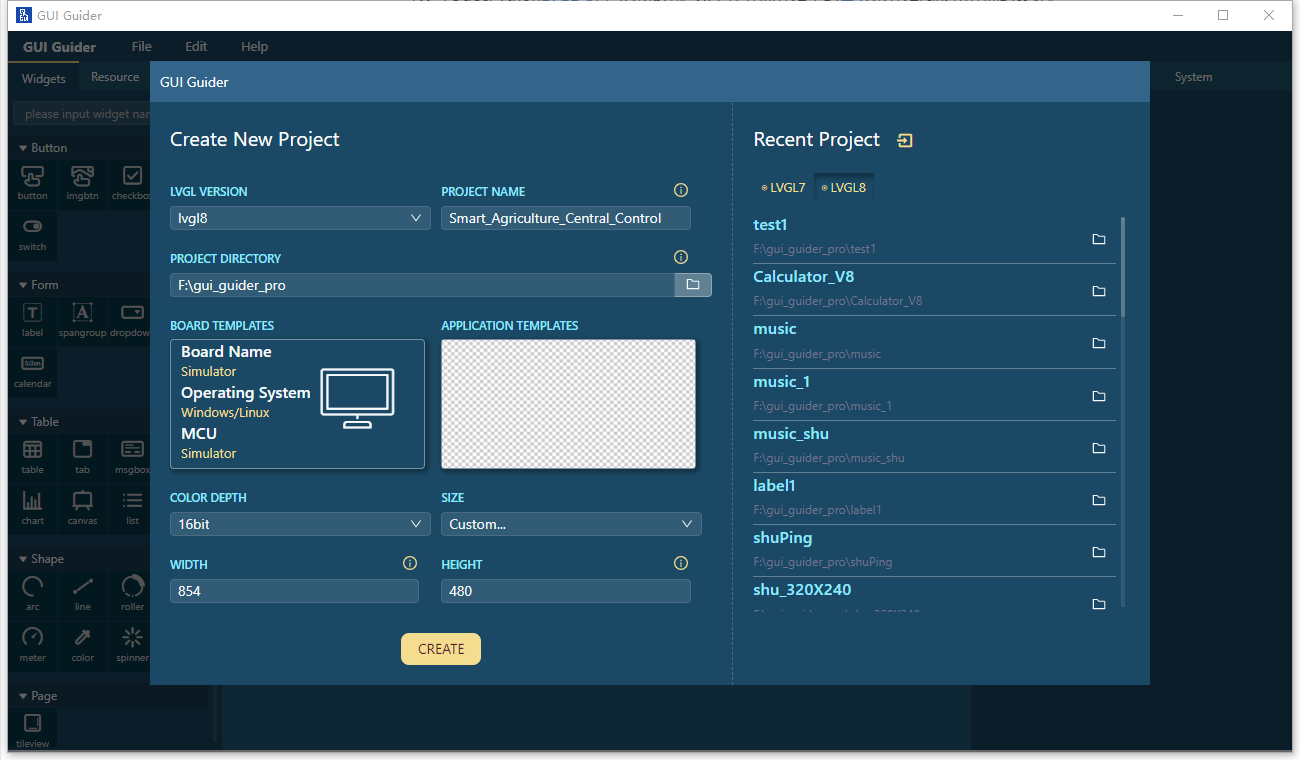 GUI Guider
GUI Guider File Edit Help
Widgets Resource
System
please input widget nar
Button
button imgbtn checkbo
switch
Form
T A
label spangroup dropdow
5/Jan
calendar
Table
table tab msgbox
chart canvas list
Shape
arc line roller
meter color spinner
Page
tileview
GUI Guider
Create New Project
LVGL VERSION
lvgl8
PROJECT NAME
Smart_Agriculture_Central_Control
PROJECT DIRECTORY
F:\gui_guider_pro
BOARD TEMPLATES
Board Name
Simulator
Operating System
Windows/Linux
MCU
Simulator
APPLICATION TEMPLATES
COLOR DEPTH
16bit
SIZE
Custom...
WIDTH
854
HEIGHT
480
CREATE
Recent Project
LVGL7 LVGL8
test1
F:\gui_guider_pro\test1
Calculator_V8
F:\gui_guider_pro\Calculator_V8
music
F:\gui_guider_pro\music
music_1
F:\gui_guider_pro\music_1
music_shu
F:\gui_guider_pro\music_shu
label1
F:\gui_guider_pro\label1
shuPing
F:\gui_guider_pro\shuPing
shu_320X240